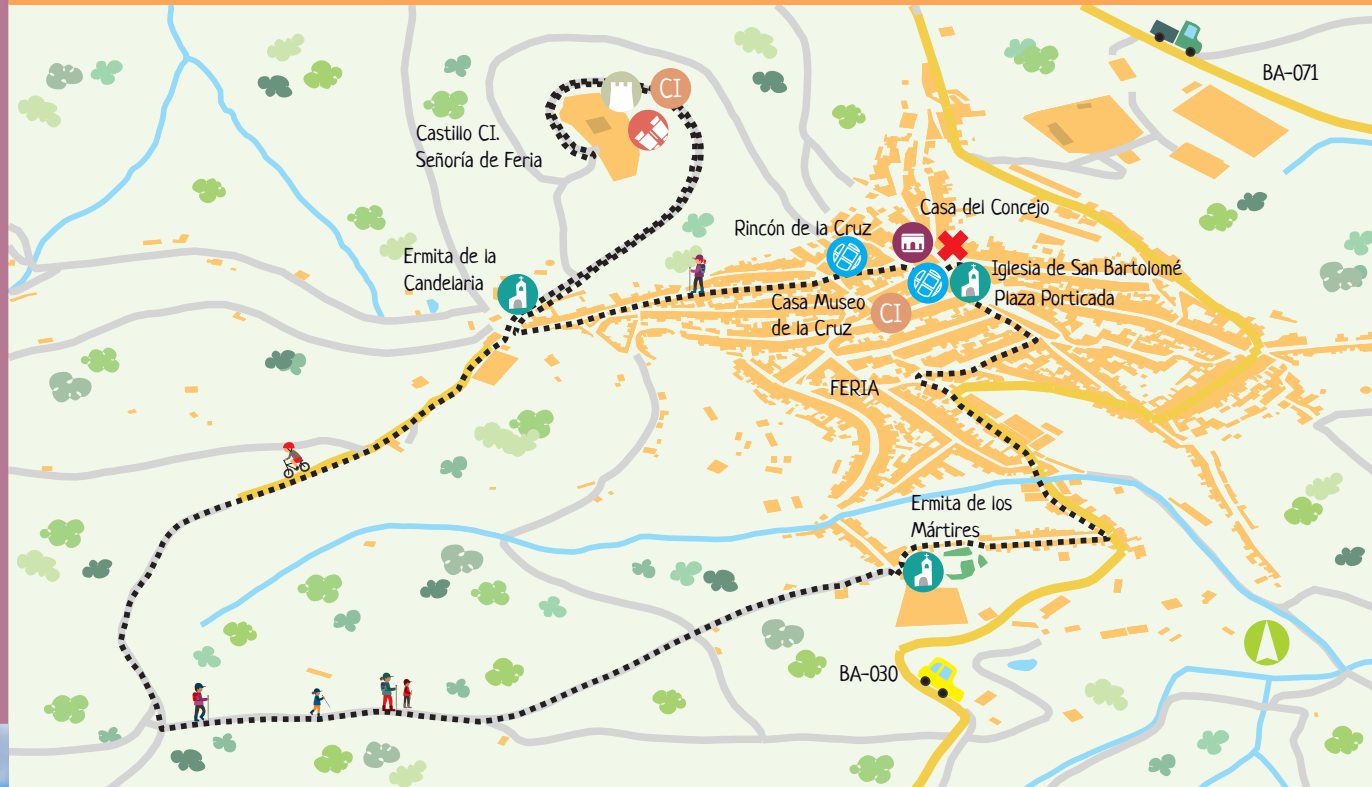 BA-071
CI
Castillo CI.
Señoría de Feria
Casa del Concejo
Rincón de la Cruz
Ermita de la
Candelaria
Iglesia de San Bartolomé
Plaza Porticada
Casa Museo
de la Cruz
CI
FERIA
Ermita de los
Mártires
BA-030